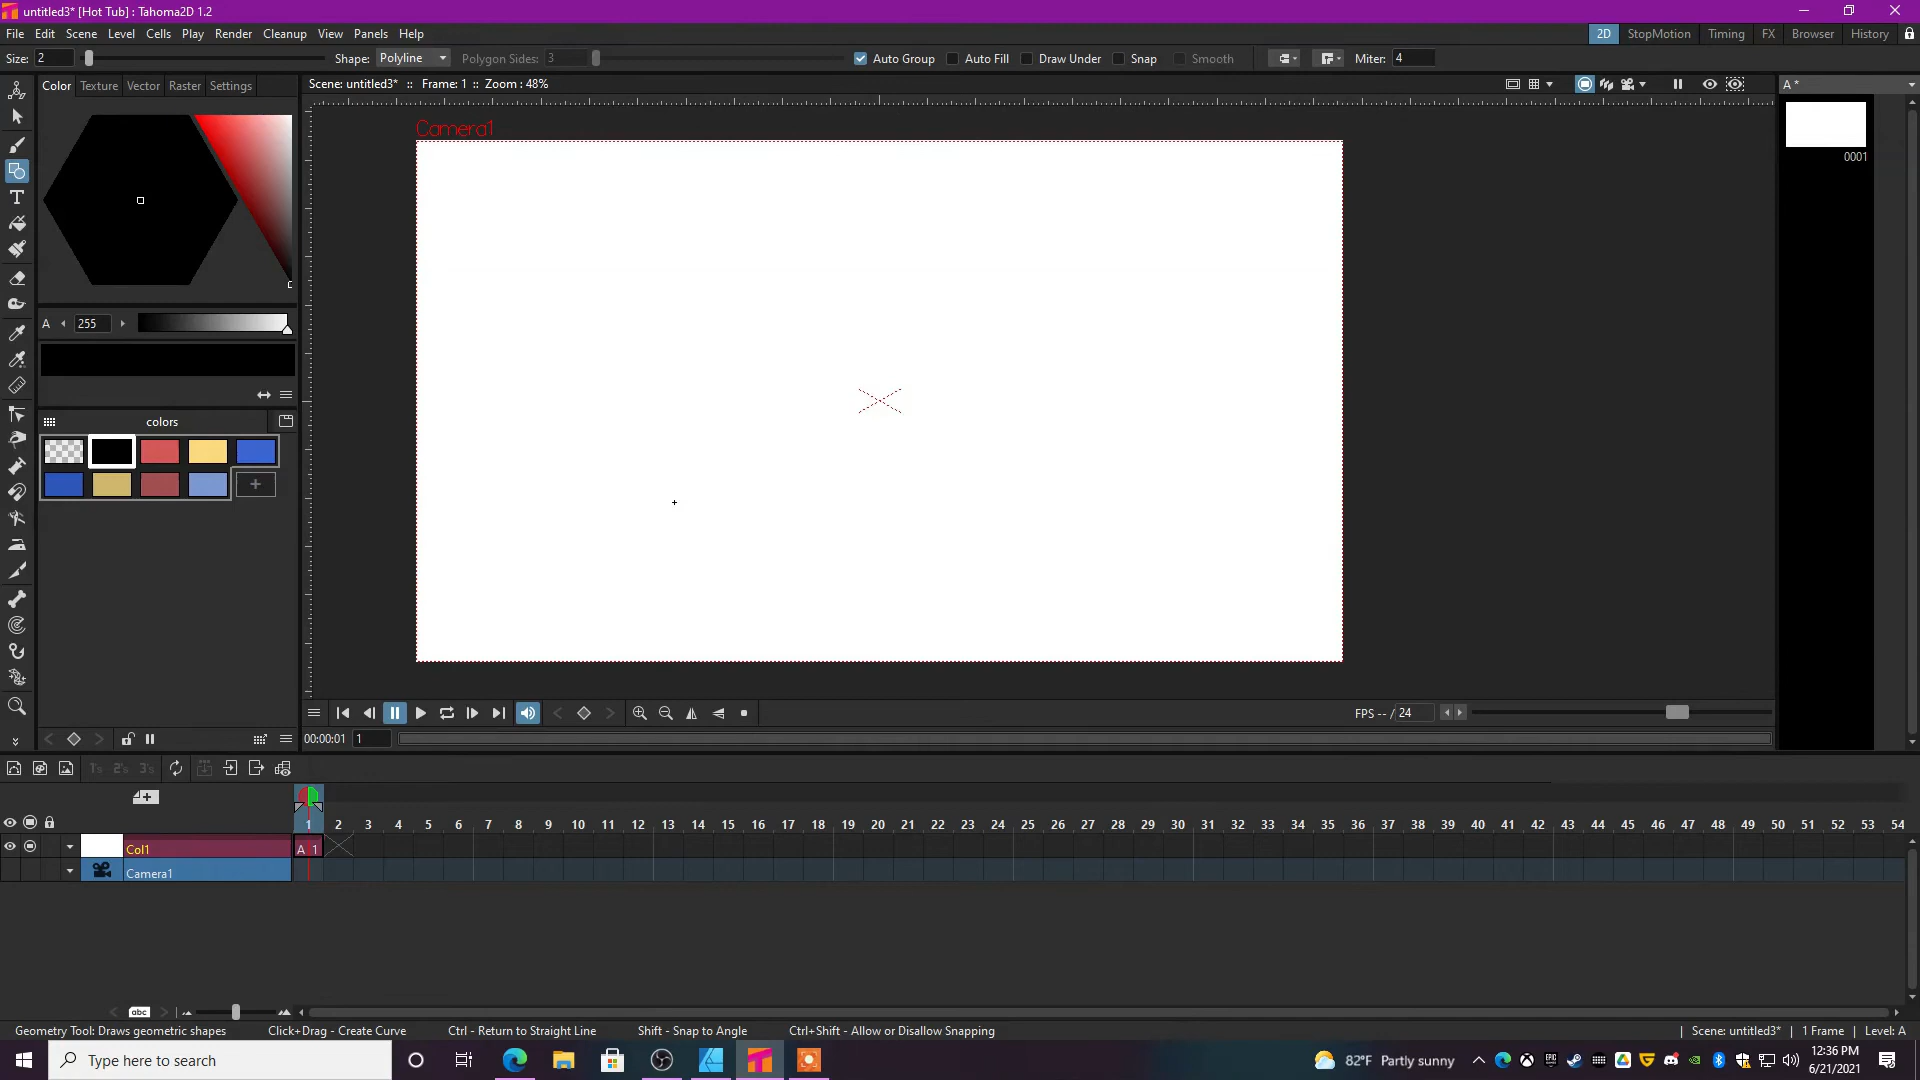 untitled3* [Hot Tub] : Tahoma2D 1.2
File Edit Scene Level Cells Play Render Cleanup View Panels Help
2D StopMotion Timing FX Browser History
Size: 2 Shape: Polyline Polygon Sides: 3 Auto Group Auto Fill Draw Under Snap Smooth Miter: 4
Color Texture Vector Raster Settings
Scene: untitled3* :: Frame: 1 :: Zoom : 48%
A *
Camera1
0001
A 255
colors
+
FPS -- / 24
00:00:01 1
1's 2's 3's
1 2 3 4 5 6 7 8 9 10 11 12 13 14 15 16 17 18 19 20 21 22 23 24 25 26 27 28 29 30 31 32 33 34 35 36 37 38 39 40 41 42 43 44 45 46 47 48 49 50 51 52 53 54
Col1 A 1
Camera1
abc
Geometry Tool: Draws geometric shapes Click+Drag - Create Curve Ctrl - Return to Straight Line Shift - Snap to Angle Ctrl+Shift - Allow or Disallow Snapping | Scene: untitled3* | 1 Frame | Level: A
Type here to search
82°F Partly sunny
12:36 PM
6/21/2021